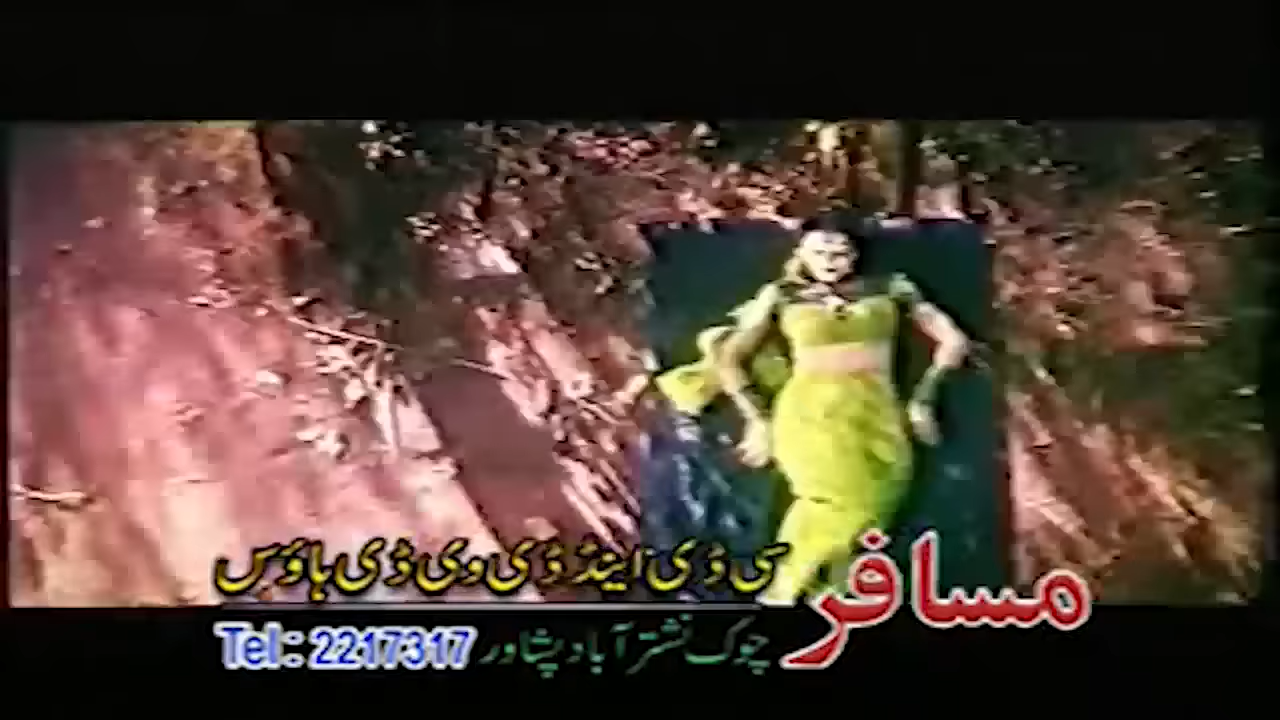 مسافر سی ڈی اینڈ ڈی وی ڈی ہاؤس
چوک نشتر آباد پشاور Tel: 2217317